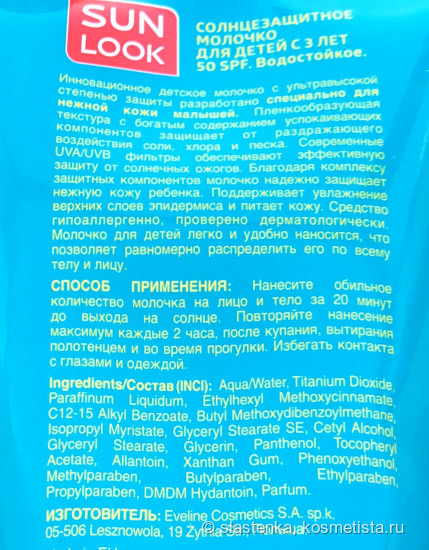 SUN
LOOK
СОЛНЦЕЗАЩИТНОЕ
МОЛОЧКО
ДЛЯ ДЕТЕЙ С 3 ЛЕТ
50 SPF. Водостойкое.
Инновационное детское молочко с ультравысокой
степенью защиты разработано специально для
нежной кожи малышей. Пленкообразующая
текстура с богатым содержанием успокаивающих
компонентов защищает от раздражающего
воздействия соли, хлора и песка. Современные
UVA/UVB фильтры обеспечивают эффективную
защиту от солнечных ожогов. Благодаря комплексу
защитных компонентов молочко надежно защищает
нежную кожу ребенка. Поддерживает увлажнение
верхних слоев эпидермиса и питает кожу. Средство
гипоаллергенно, проверено дерматологически.
Молочко для детей легко и удобно наносится, что
позволяет равномерно распределить его по всему
телу и лицу.
СПОСОБ ПРИМЕНЕНИЯ: Нанесите обильное
количество молочка на лицо и тело за 20 минут
до выхода на солнце. Повторяйте нанесение
максимум каждые 2 часа, после купания, вытирания
полотенцем и во время прогулки. Избегать контакта
с глазами и одеждой.
Ingredients/Состав (INCI): Aqua/Water, Titanium Dioxide,
Paraffinum Liquidum, Ethylhexyl Methoxycinnamate,
C12-15 Alkyl Benzoate, Butyl Methoxydibenzoylmethane,
Isopropyl Myristate, Glyceryl Stearate SE, Cetyl Alcohol,
Glyceryl Stearate, Glycerin, Panthenol, Tocopheryl
Acetate, Allantoin, Xanthan Gum, Phenoxyethanol,
Methylparaben, Butylparaben, Ethylparaben,
Propylparaben, DMDM Hydantoin, Parfum.
ИЗГОТОВИТЕЛЬ: Eveline Cosmetics S.A. sp.k.
05-506 Lesznowola, 19 Żytnia Str.,
© slastenka, kosmetista.ru